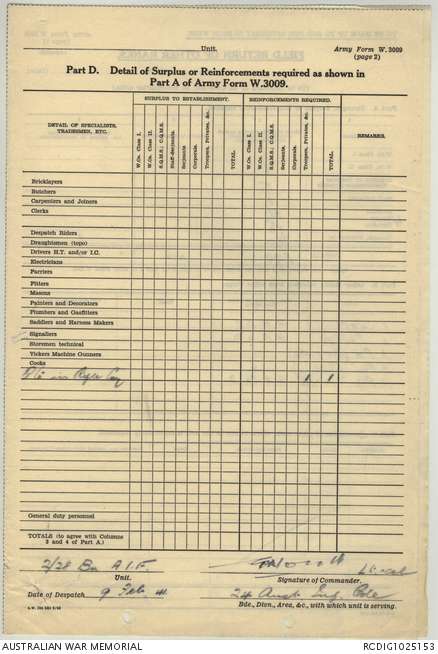 Unit.
Army Form W. 3009
(page 2)
Part D. Detail of Surplus or Reinforcements required as shown in
Part A of Army Form W.3009.
DETAIL OF SPECIALISTS, TRADESMEN, ETC.
SURPLUS TO ESTABLISHMENT.
REINFORCEMENTS REQUIRED.
REMARKS.
W.Os. Class I.
W.Os. Class II.
S.Q.M.S.; C.Q.M.S.
Staff-Serjeants.
Serjeants.
Corporals.
Troopers, Privates, &c.
TOTAL.
W.Os. Class I.
W.Os. Class II.
S.Q.M.S.; C.Q.M.S.
Serjeants.
Corporals.
Troopers, Privates, &c.
TOTAL.
Bricklayers
Butchers
Carpenters and Joiners
Clerks
Despatch Riders
Draughtsmen (topo)
Drivers H.T. and/or I.C.
Electricians
Farriers
Fitters
Masons
Painters and Decorators
Plumbers and Gasfitters
Saddlers and Harness Makers
Signallers
Storemen technical
Vickers Machine Gunners
Cooks
in Rifle Coy 1 1
General duty personnel
TOTALS (to agree with Columns
3 and 4 of Part A.)
2/28 Bn A.I.F.
Lt-Col
Unit.
Signature of Commander.
Date of Despatch 9 Feb 41. 24 Aust Inf Bde
Bde., Divn., Area, &c., with which unit is serving.
AUSTRALIAN WAR MEMORIAL
RCDIG1025153